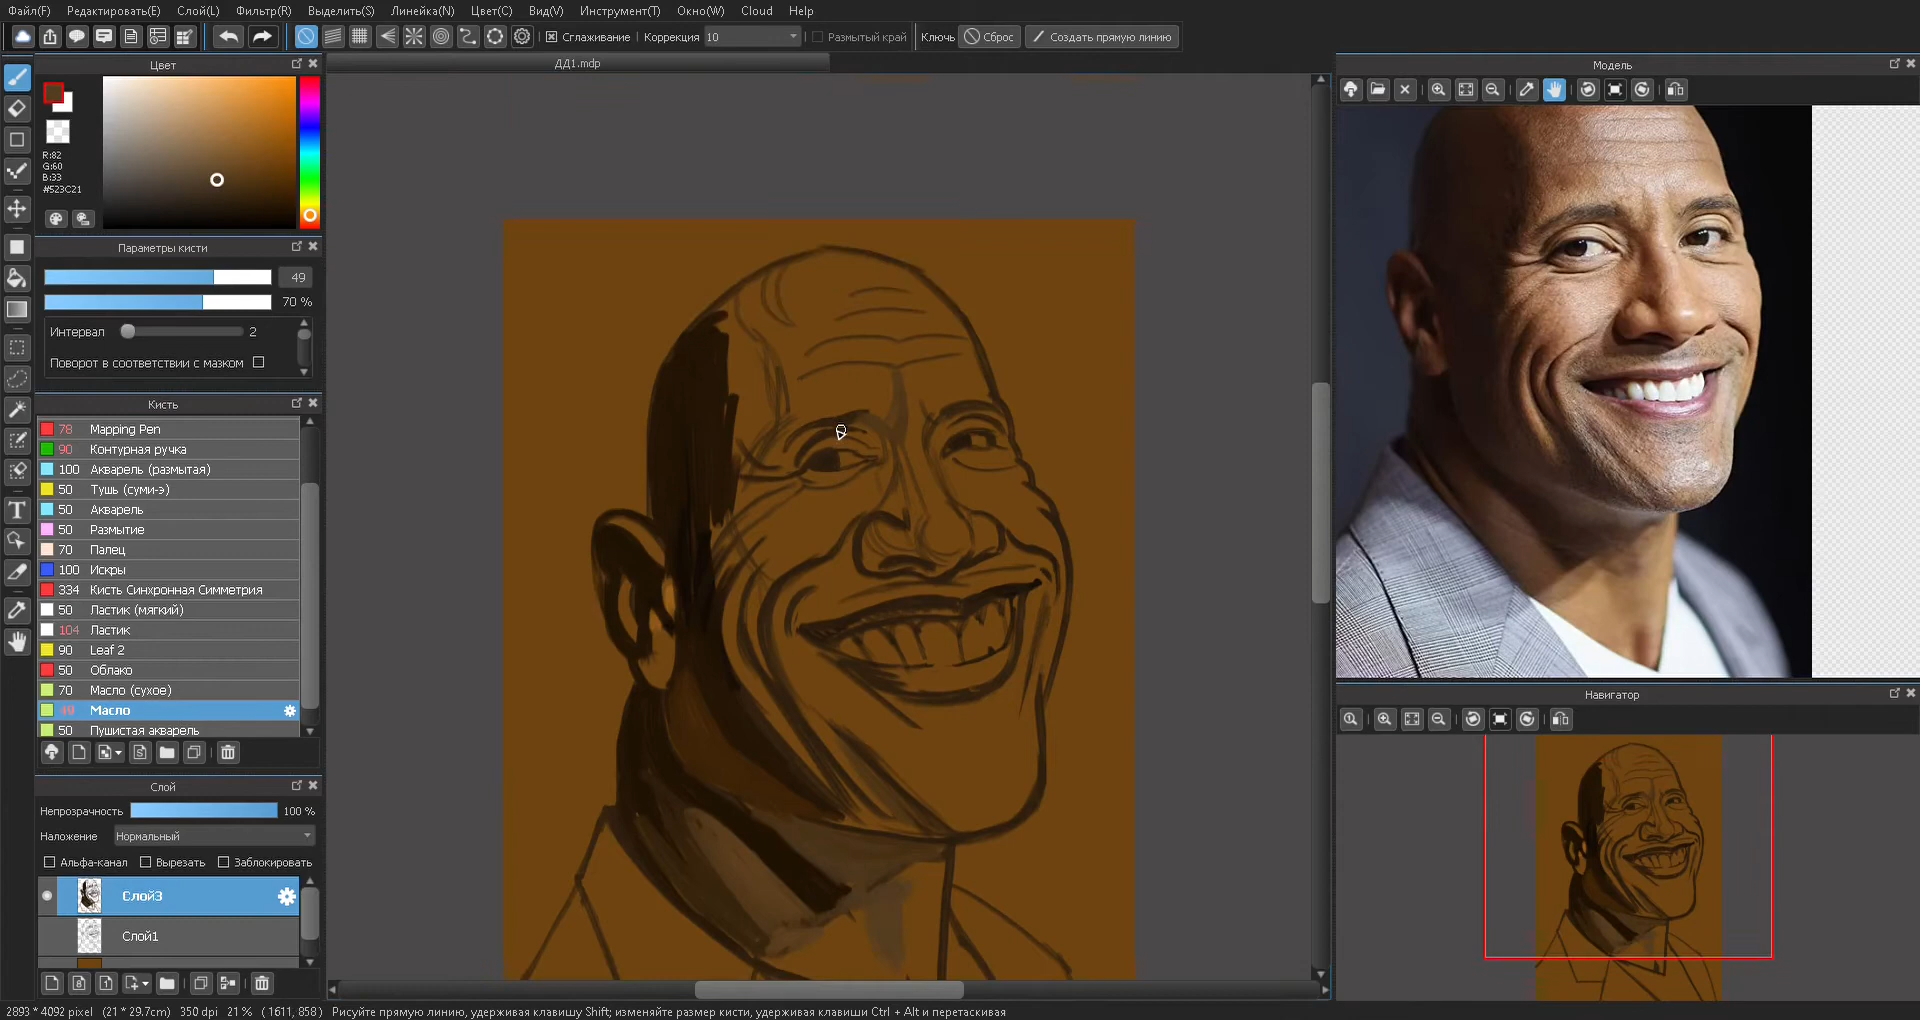 Файл(F) Редактировать(E) Слой(L) Фильтр(R) Выделить(S) Линейка(N) Цвет(C) Вид(V) Инструмент(T) Окно(W) Cloud Help
Сглаживание Коррекция 10 Размытый край Ключь Сброс Создать прямую линию
Цвет
R:82
G:60
B:33
#523C21
Параметры кисти
49
70 %
Интервал 2
Поворот в соответствии с мазком
Кисть
78 Mapping Pen
90 Контурная ручка
100 Акварель (размытая)
50 Тушь (суми-э)
50 Акварель
50 Размытие
70 Палец
100 Искры
334 Кисть Синхронная Симметрия
50 Ластик (мягкий)
104 Ластик
90 Leaf 2
50 Облако
70 Масло (сухое)
49 Масло
50 Пушистая акварель
Слой
Непрозрачность 100 %
Наложение Нормальный
Альфа-канал Вырезать Заблокировать
Слой3
Слой1
ДД1.mdp
Модель
Навигатор
2893 * 4092 pixel (21 * 29.7cm) 350 dpi 21 % ( 1611, 858 ) Рисуйте прямую линию, удерживая клавишу Shift; изменяйте размер кисти, удерживая клавиши Ctrl + Alt и перетаскивая